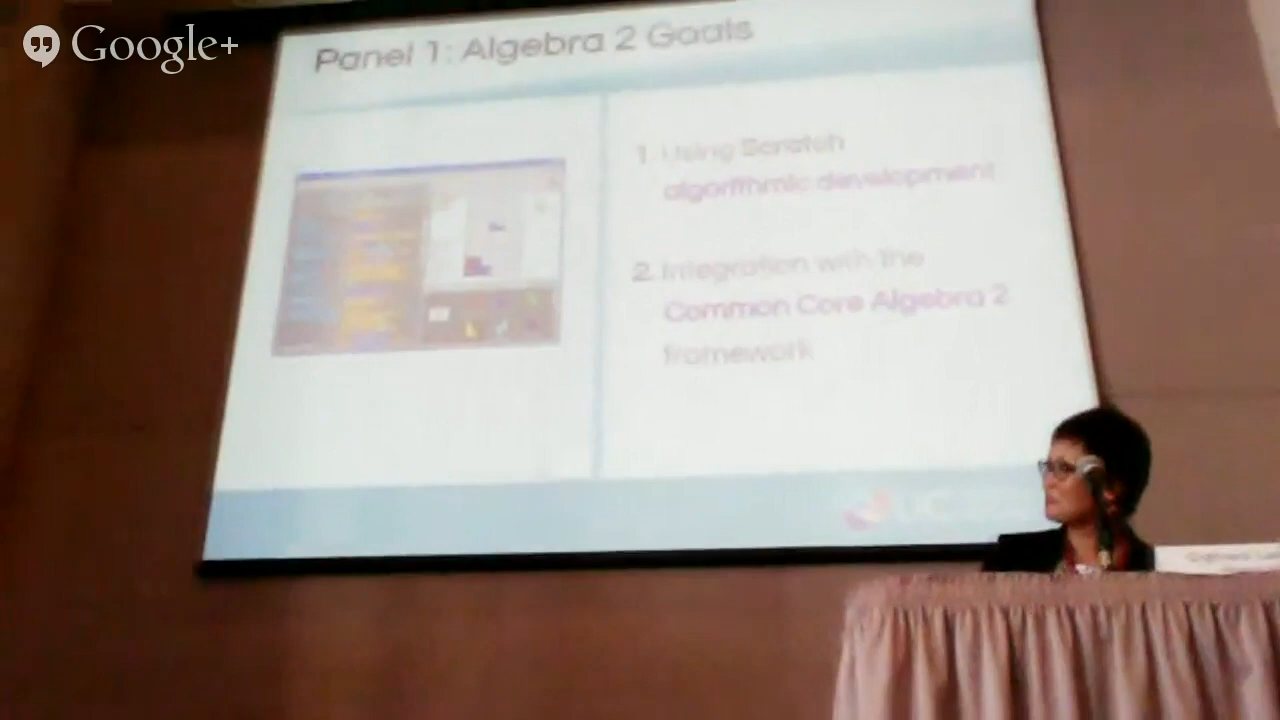 Google+
Panel 1: Algebra 2 Goals
1. Using Scratch
algorithmic development
2. Integration with the
Common Core Algebra 2
framework
UC